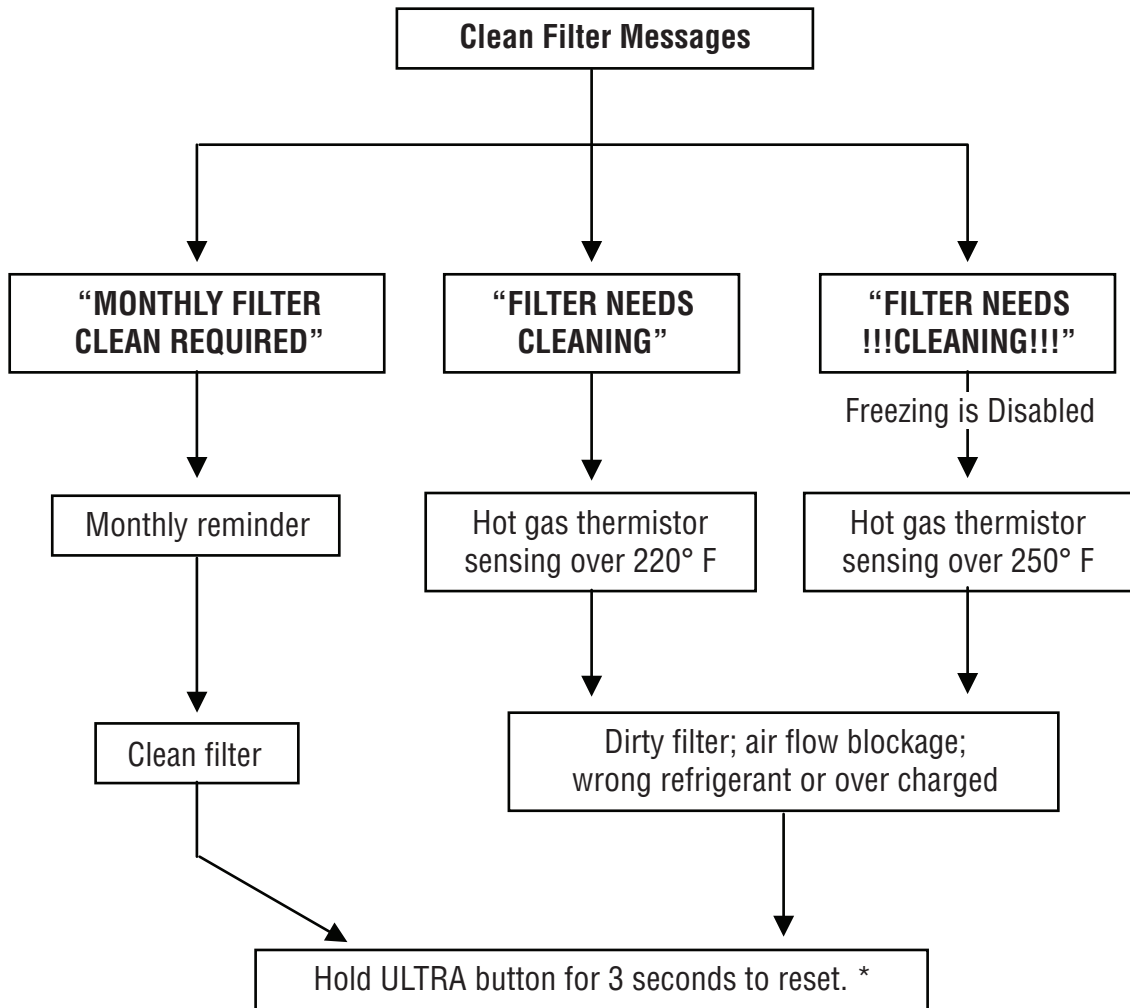 Clean Filter Messages
“MONTHLY FILTER
CLEAN REQUIRED”
“FILTER NEEDS
CLEANING”
“FILTER NEEDS
!!!CLEANING!!!”
Freezing is Disabled
Monthly reminder
Hot gas thermistor
sensing over 220° F
Hot gas thermistor
sensing over 250° F
Clean filter
Dirty filter; air flow blockage;
wrong refrigerant or over charged
Hold ULTRA button for 3 seconds to reset. *